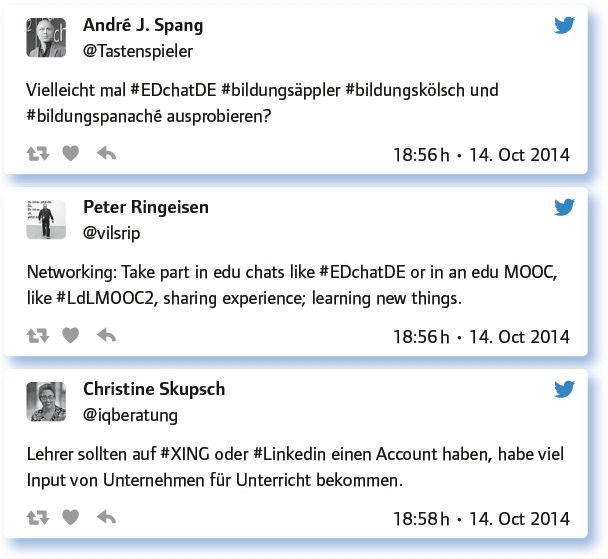 André J. Spang
@Tastenspieler
Vielleicht mal #EDchatDE #bildungsäppler #bildungskölsch und
#bildungspanaché ausprobieren?
18:56 h • 14. Oct 2014
Peter Ringeisen
@vilsrip
Networking: Take part in edu chats like #EDchatDE or in an edu MOOC,
like #LdLMOOC2, sharing experience; learning new things.
18:56 h • 14. Oct 2014
Christine Skupsch
@iqberatung
Lehrer sollten auf #XING oder #Linkedin einen Account haben, habe viel
Input von Unternehmen für Unterricht bekommen.
18:58 h • 14. Oct 2014